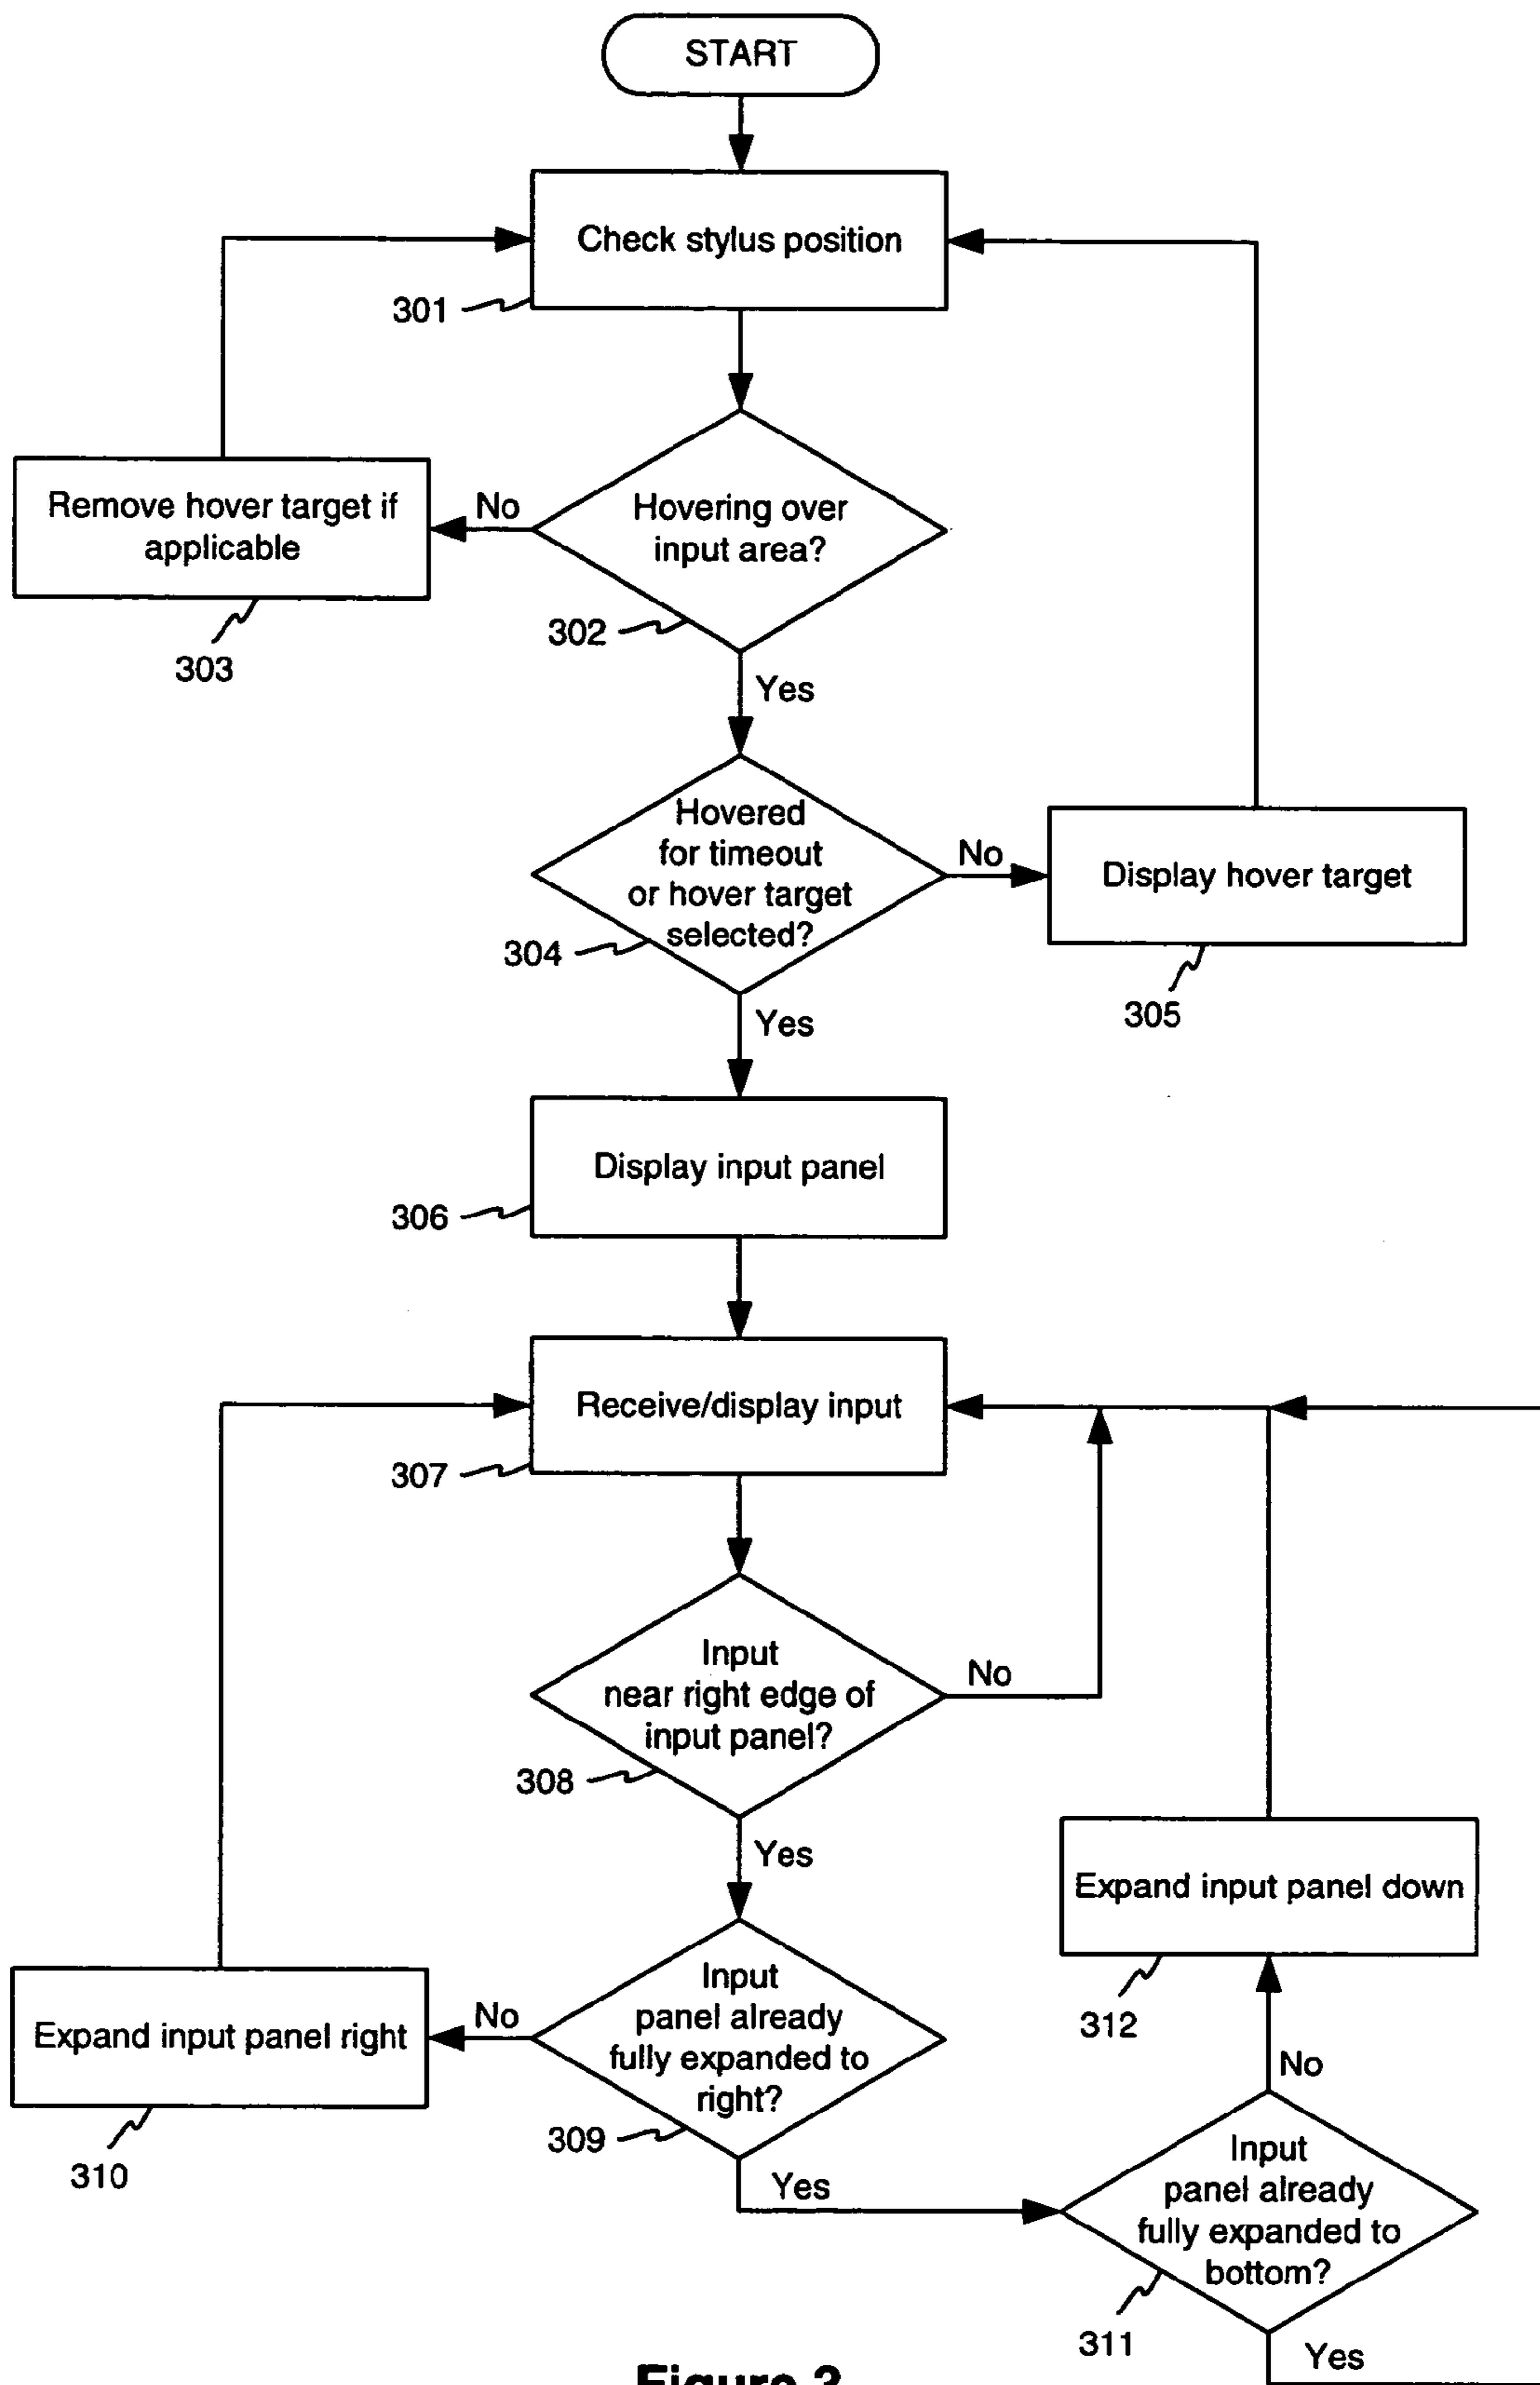 START
Check stylus position
301
Hovering over
input area?
302
No
Remove hover target if
applicable
303
Yes
Hovered
for timeout
or hover target
selected?
304
No
Display hover target
305
Yes
Display input panel
306
Receive/display input
307
Input
near right edge of
input panel?
308
No
Yes
Input
panel already
fully expanded to
right?
309
No
Expand input panel right
310
Yes
Expand input panel down
312
No
Input
panel already
fully expanded to
bottom?
311
Yes
Figure 3